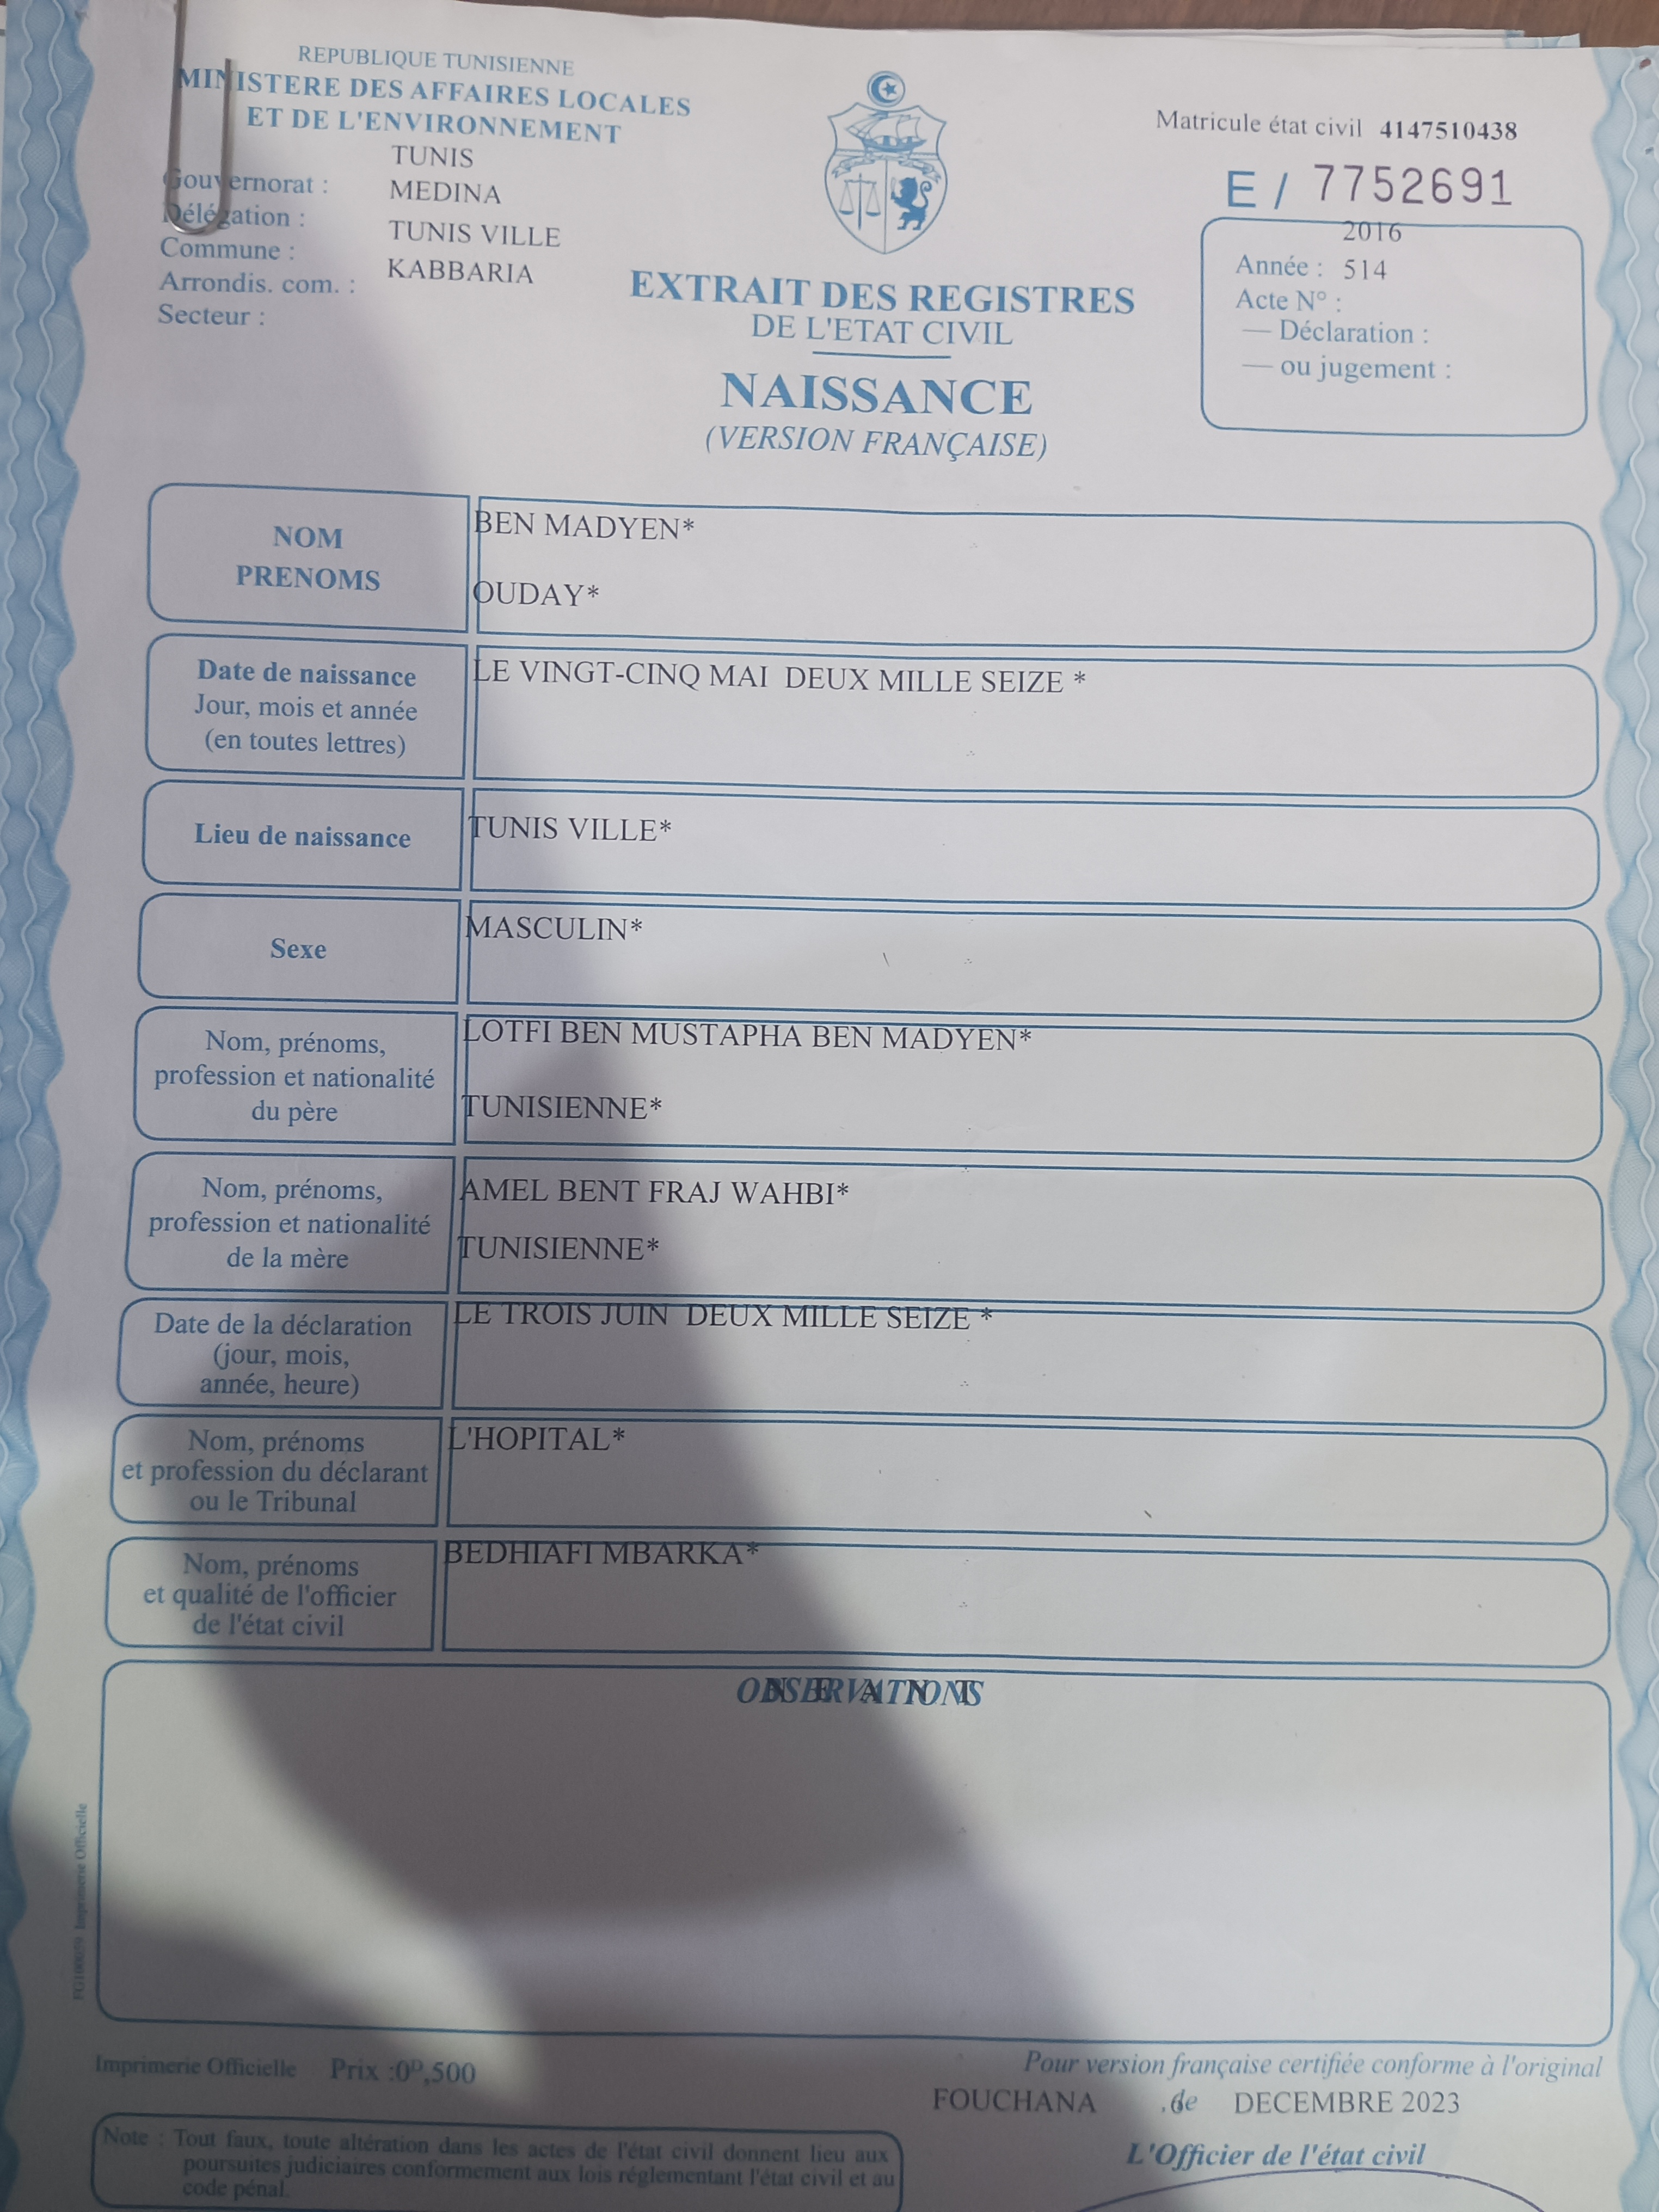 REPUBLIQUE TUNISIENNE
MINISTERE DES AFFAIRES LOCALES
ET DE L'ENVIRONNEMENT
TUNIS
Gouvernorat : MEDINA
Délégation : TUNIS VILLE
Commune : KABBARIA
Arrondis. com. :
Secteur :
Matricule état civil 4147510438
E / 7752691
2016
Année : 514
Acte N° :
— Déclaration :
— ou jugement :
EXTRAIT DES REGISTRES
DE L'ETAT CIVIL
NAISSANCE
(VERSION FRANÇAISE)
NOM
PRENOMS
BEN MADYEN*
OUDAY*
Date de naissance
Jour, mois et année
(en toutes lettres)
LE VINGT-CINQ MAI DEUX MILLE SEIZE *
Lieu de naissance
TUNIS VILLE*
Sexe
MASCULIN*
Nom, prénoms,
profession et nationalité
du père
LOTFI BEN MUSTAPHA BEN MADYEN*
TUNISIENNE*
Nom, prénoms,
profession et nationalité
de la mère
AMEL BENT FRAJ WAHBI*
TUNISIENNE*
Date de la déclaration
(jour, mois,
année, heure)
LE TROIS JUIN DEUX MILLE SEIZE *
Nom, prénoms
et profession du déclarant
ou le Tribunal
L'HOPITAL*
Nom, prénoms
et qualité de l'officier
de l'état civil
BEDHIAFI MBARKA*
OBSERVATIONS
N E A N T
Imprimerie Officielle Prix :0ᴰ,500
Pour version française certifiée conforme à l'original
FOUCHANA , de DECEMBRE 2023
L'Officier de l'état civil
Note : Tout faux, toute altération dans les actes de l'état civil donnent lieu aux
poursuites judiciaires conformement aux lois réglementant l'état civil et au
code pénal.
Imprimerie Officielle